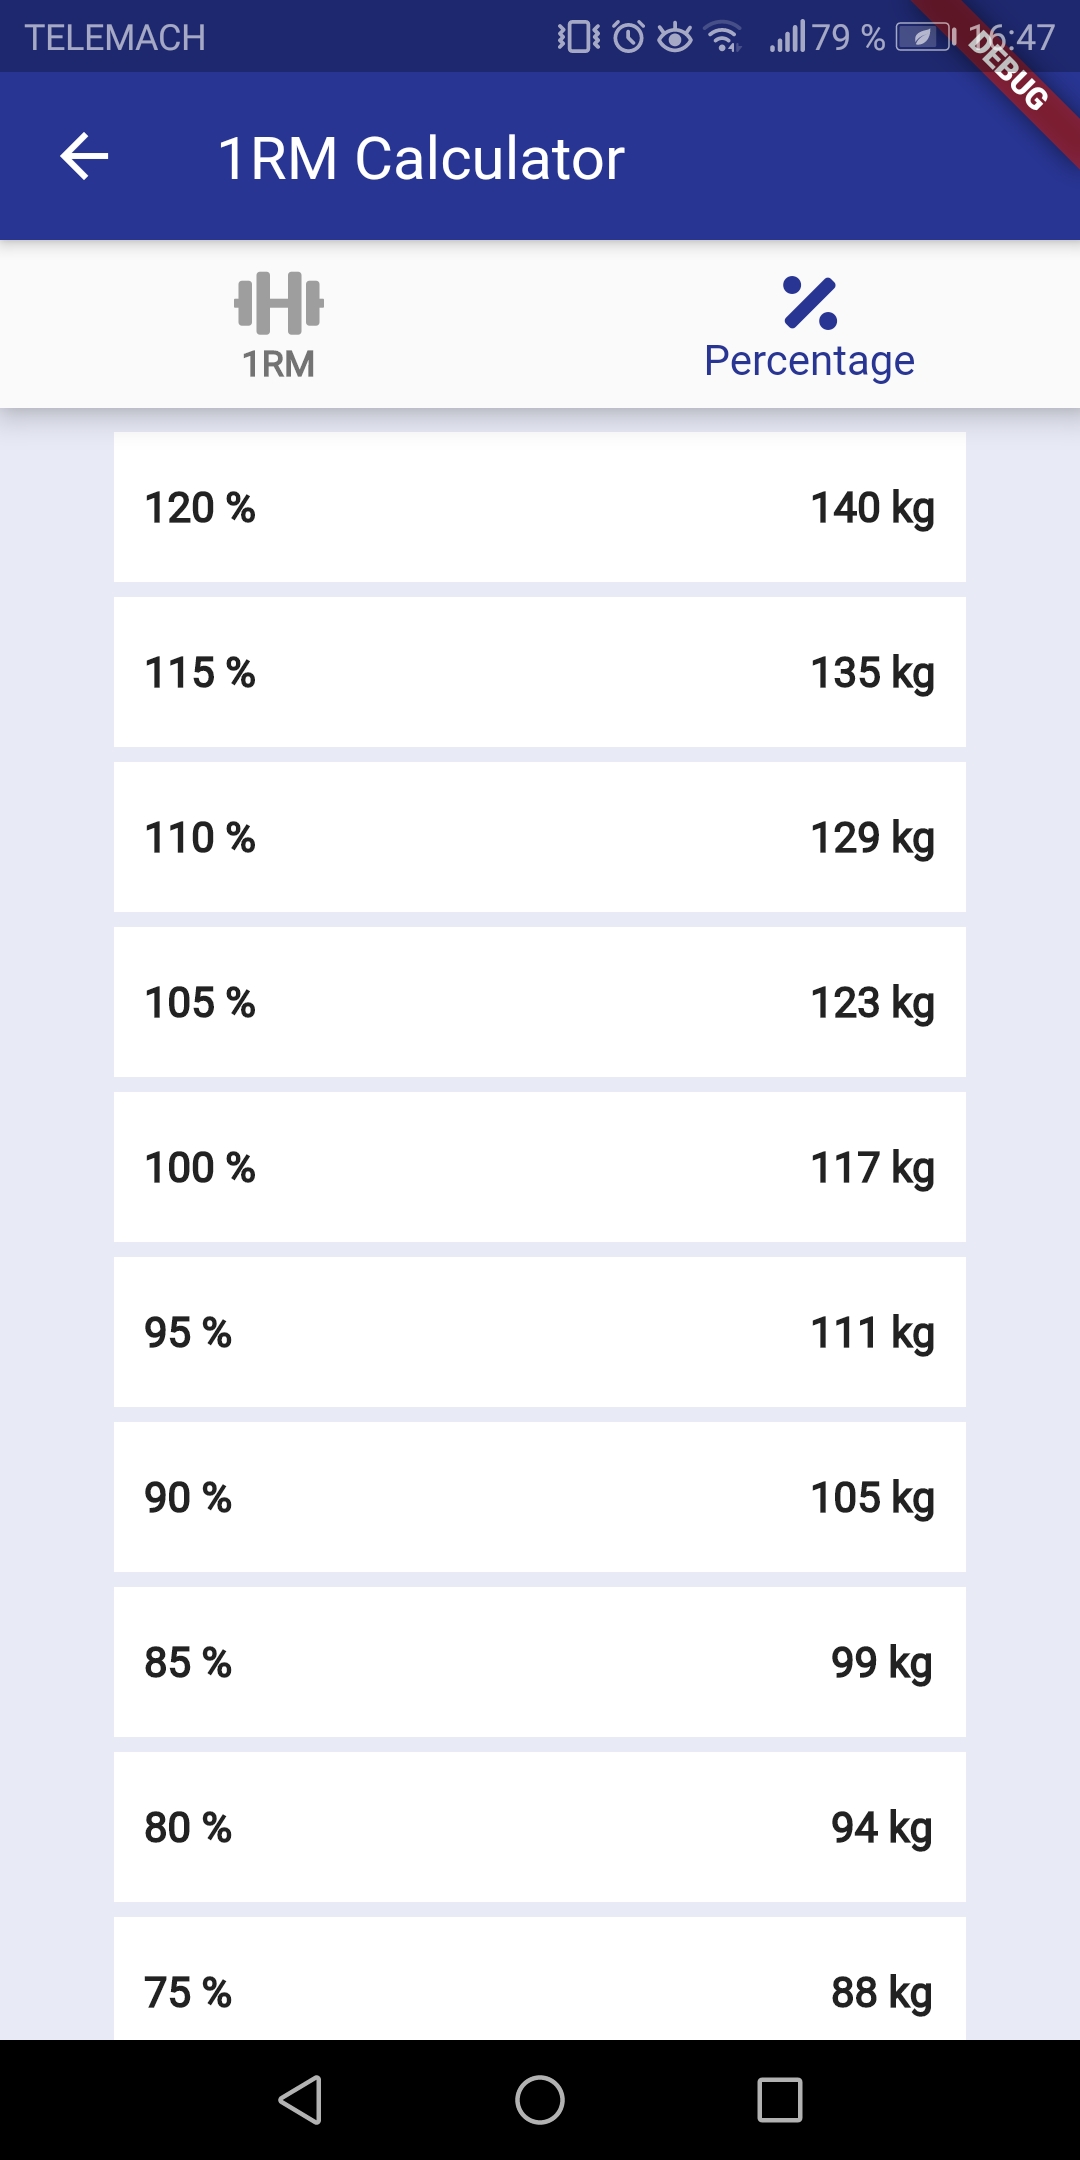 TELEMACH 79 % 16:47
DEBUG
1RM Calculator
1RM Percentage
120 % 140 kg
115 % 135 kg
110 % 129 kg
105 % 123 kg
100 % 117 kg
95 % 111 kg
90 % 105 kg
85 % 99 kg
80 % 94 kg
75 % 88 kg